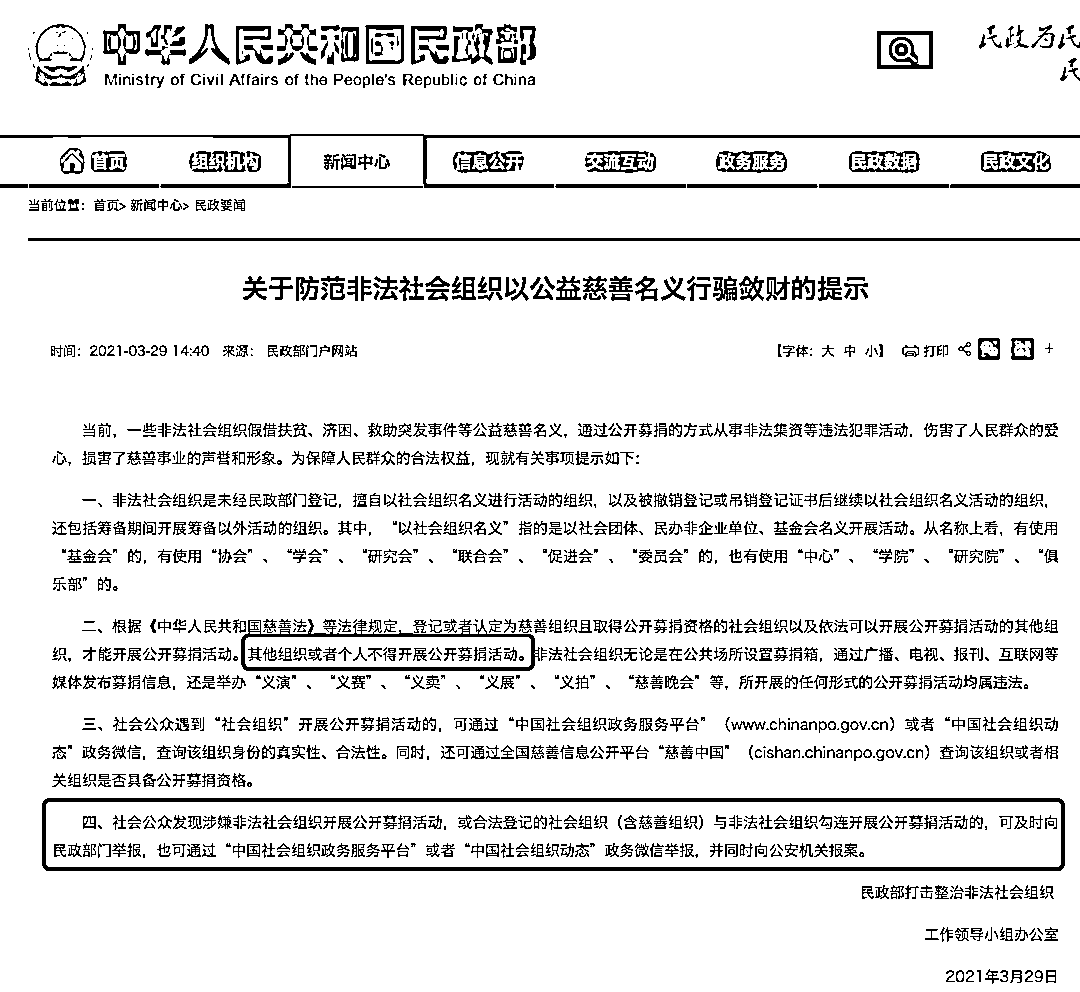 中华人民共和国民政部
Ministry of Civil Affairs of the People's Republic of China
民政为民
民
首页 组织机构 新闻中心 信息公开 交流互动 政务服务 民政数据 民政文化
当前位置：首页> 新闻中心> 民政要闻
关于防范非法社会组织以公益慈善名义行骗敛财的提示
时间：2021-03-29 14:40 来源： 民政部门户网站 【字体：大 中 小】 打印 +
当前，一些非法社会组织假借扶贫、济困、救助突发事件等公益慈善名义，通过公开募捐的方式从事非法集资等违法犯罪活动，伤害了人民群众的爱
心，损害了慈善事业的声誉和形象。为保障人民群众的合法权益，现就有关事项提示如下：
一、非法社会组织是未经民政部门登记，擅自以社会组织名义进行活动的组织，以及被撤销登记或吊销登记证书后继续以社会组织名义活动的组织，
还包括筹备期间开展筹备以外活动的组织。其中，“以社会组织名义”指的是以社会团体、民办非企业单位、基金会名义开展活动。从名称上看，有使用
“基金会”的，有使用“协会”、“学会”、“研究会”、“联合会”、“促进会”、“委员会”的，也有使用“中心”、“学院”、“研究院”、“俱
乐部”的。
二、根据《中华人民共和国慈善法》等法律规定，登记或者认定为慈善组织且取得公开募捐资格的社会组织以及依法可以开展公开募捐活动的其他组
织，才能开展公开募捐活动。其他组织或者个人不得开展公开募捐活动。非法社会组织无论是在公共场所设置募捐箱，通过广播、电视、报刊、互联网等
媒体发布募捐信息，还是举办“义演”、“义赛”、“义卖”、“义展”、“义拍”、“慈善晚会”等，所开展的任何形式的公开募捐活动均属违法。
三、社会公众遇到“社会组织”开展公开募捐活动的，可通过“中国社会组织政务服务平台”（www.chinanpo.gov.cn）或者“中国社会组织动
态”政务微信，查询该组织身份的真实性、合法性。同时，还可通过全国慈善信息公开平台“慈善中国”（cishan.chinanpo.gov.cn）查询该组织或者相
关组织是否具备公开募捐资格。
四、社会公众发现涉嫌非法社会组织开展公开募捐活动，或合法登记的社会组织（含慈善组织）与非法社会组织勾连开展公开募捐活动的，可及时向
民政部门举报，也可通过“中国社会组织政务服务平台”或者“中国社会组织动态”政务微信举报，并同时向公安机关报案。
民政部打击整治非法社会组织
工作领导小组办公室
2021年3月29日